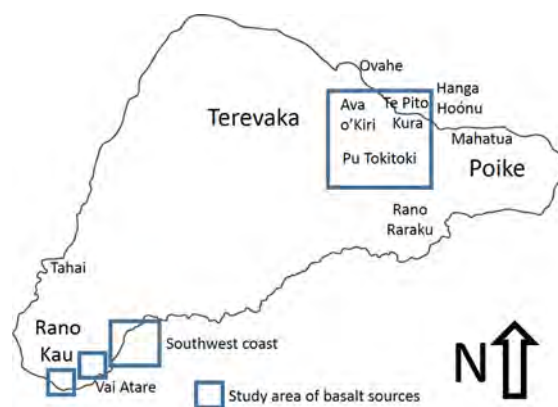 Ovahe
Hanga
Hoónu
Ava
o'Kiri
Te Pito
Kura
Terevaka
Mahatua
Pu Tokitoki
Poike
Rano
Raraku
Tahai
Rano
Kau
Southwest coast
Vai Atare
N
Study area of basalt sources